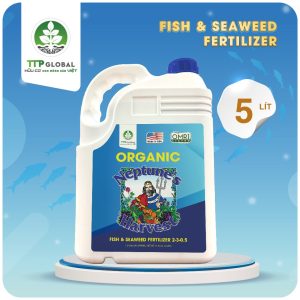 TTP GLOBAL
FISH & SEAWEED
FERTILIZER
5 LÍT
OMRI
ORGANIC
Neptune's
Harvest
FISH & SEAWEED FERTILIZER 2-3-0.5